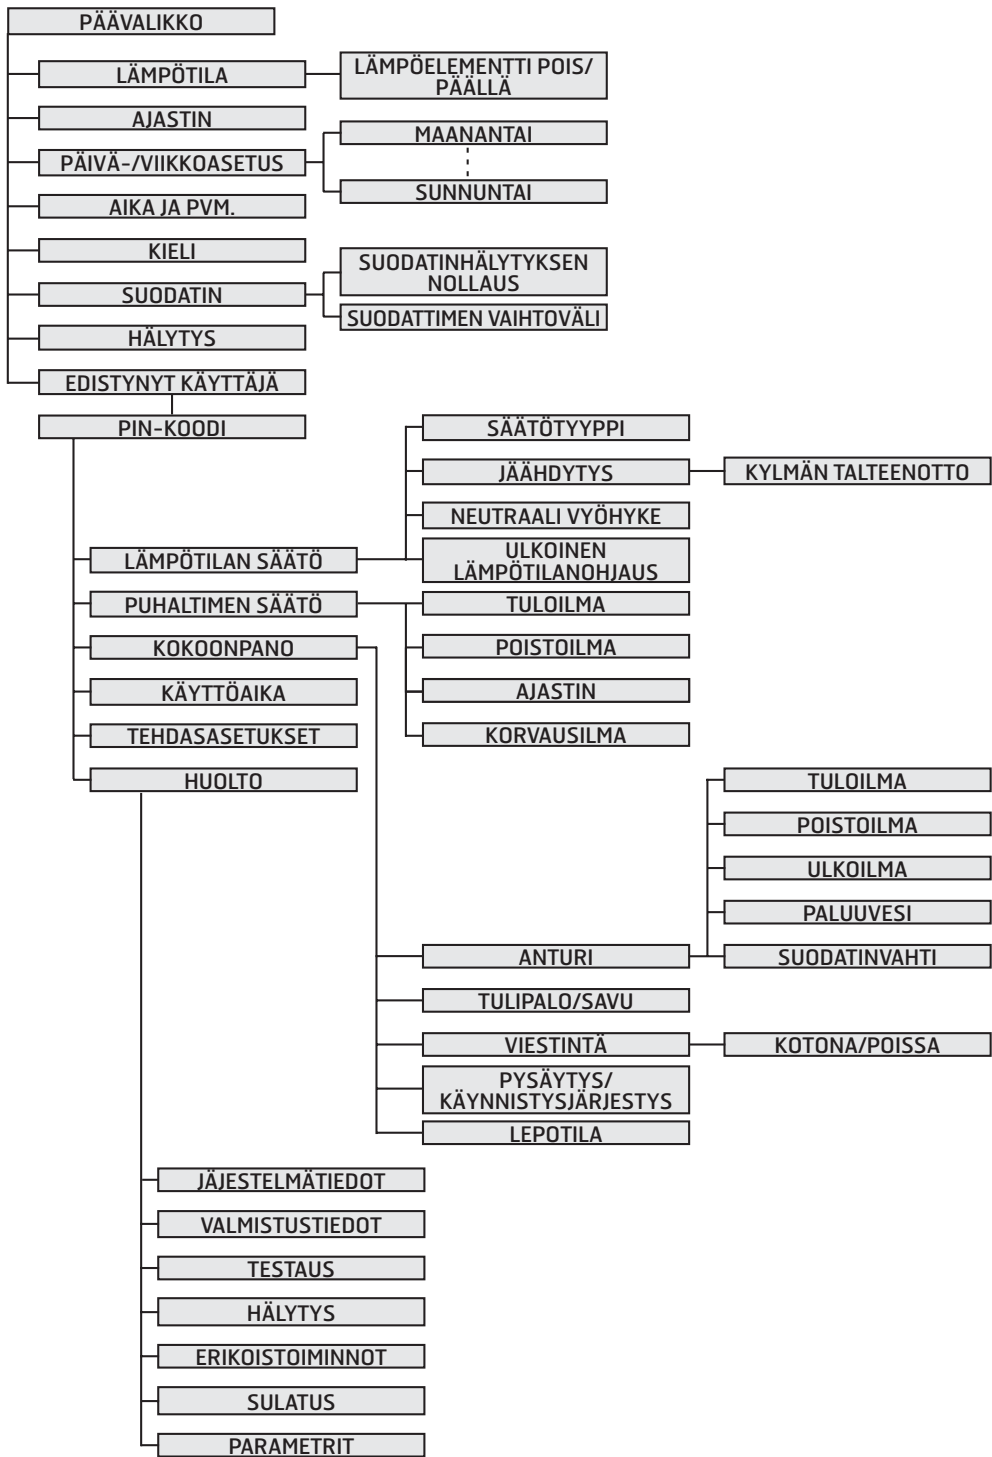 PÄÄVALIKKO
LÄMPÖTILA
LÄMPÖELEMENTTI POIS/
PÄÄLLÄ
AJASTIN
PÄIVÄ-/VIIKKOASETUS
MAANANTAI
SUNNUNTAI
AIKA JA PVM.
KIELI
SUODATIN
SUODATINHÄLYTYKSEN
NOLLAUS
SUODATTIMEN VAIHTOVÄLI
HÄLYTYS
EDISTYNYT KÄYTTÄJÄ
PIN-KOODI
LÄMPÖTILAN SÄÄTÖ
SÄÄTÖTYYPPI
JÄÄHDYTYS
KYLMÄN TALTEENOTTO
NEUTRAALI VYÖHYKE
ULKOINEN
LÄMPÖTILANOHJAUS
PUHALTIMEN SÄÄTÖ
TULOILMA
POISTOILMA
AJASTIN
KORVAUSILMA
KOKOONPANO
KÄYTTÖAIKA
TEHDASASETUKSET
HUOLTO
ANTURI
TULOILMA
POISTOILMA
ULKOILMA
PALUUVESI
SUODATINVAHTI
TULIPALO/SAVU
VIESTINTÄ
KOTONA/POISSA
PYSÄYTYS/
KÄYNNISTYSJÄRJESTYS
LEPOTILA
JÄJESTELMÄTIEDOT
VALMISTUSTIEDOT
TESTAUS
HÄLYTYS
ERIKOISTOIMINNOT
SULATUS
PARAMETRIT